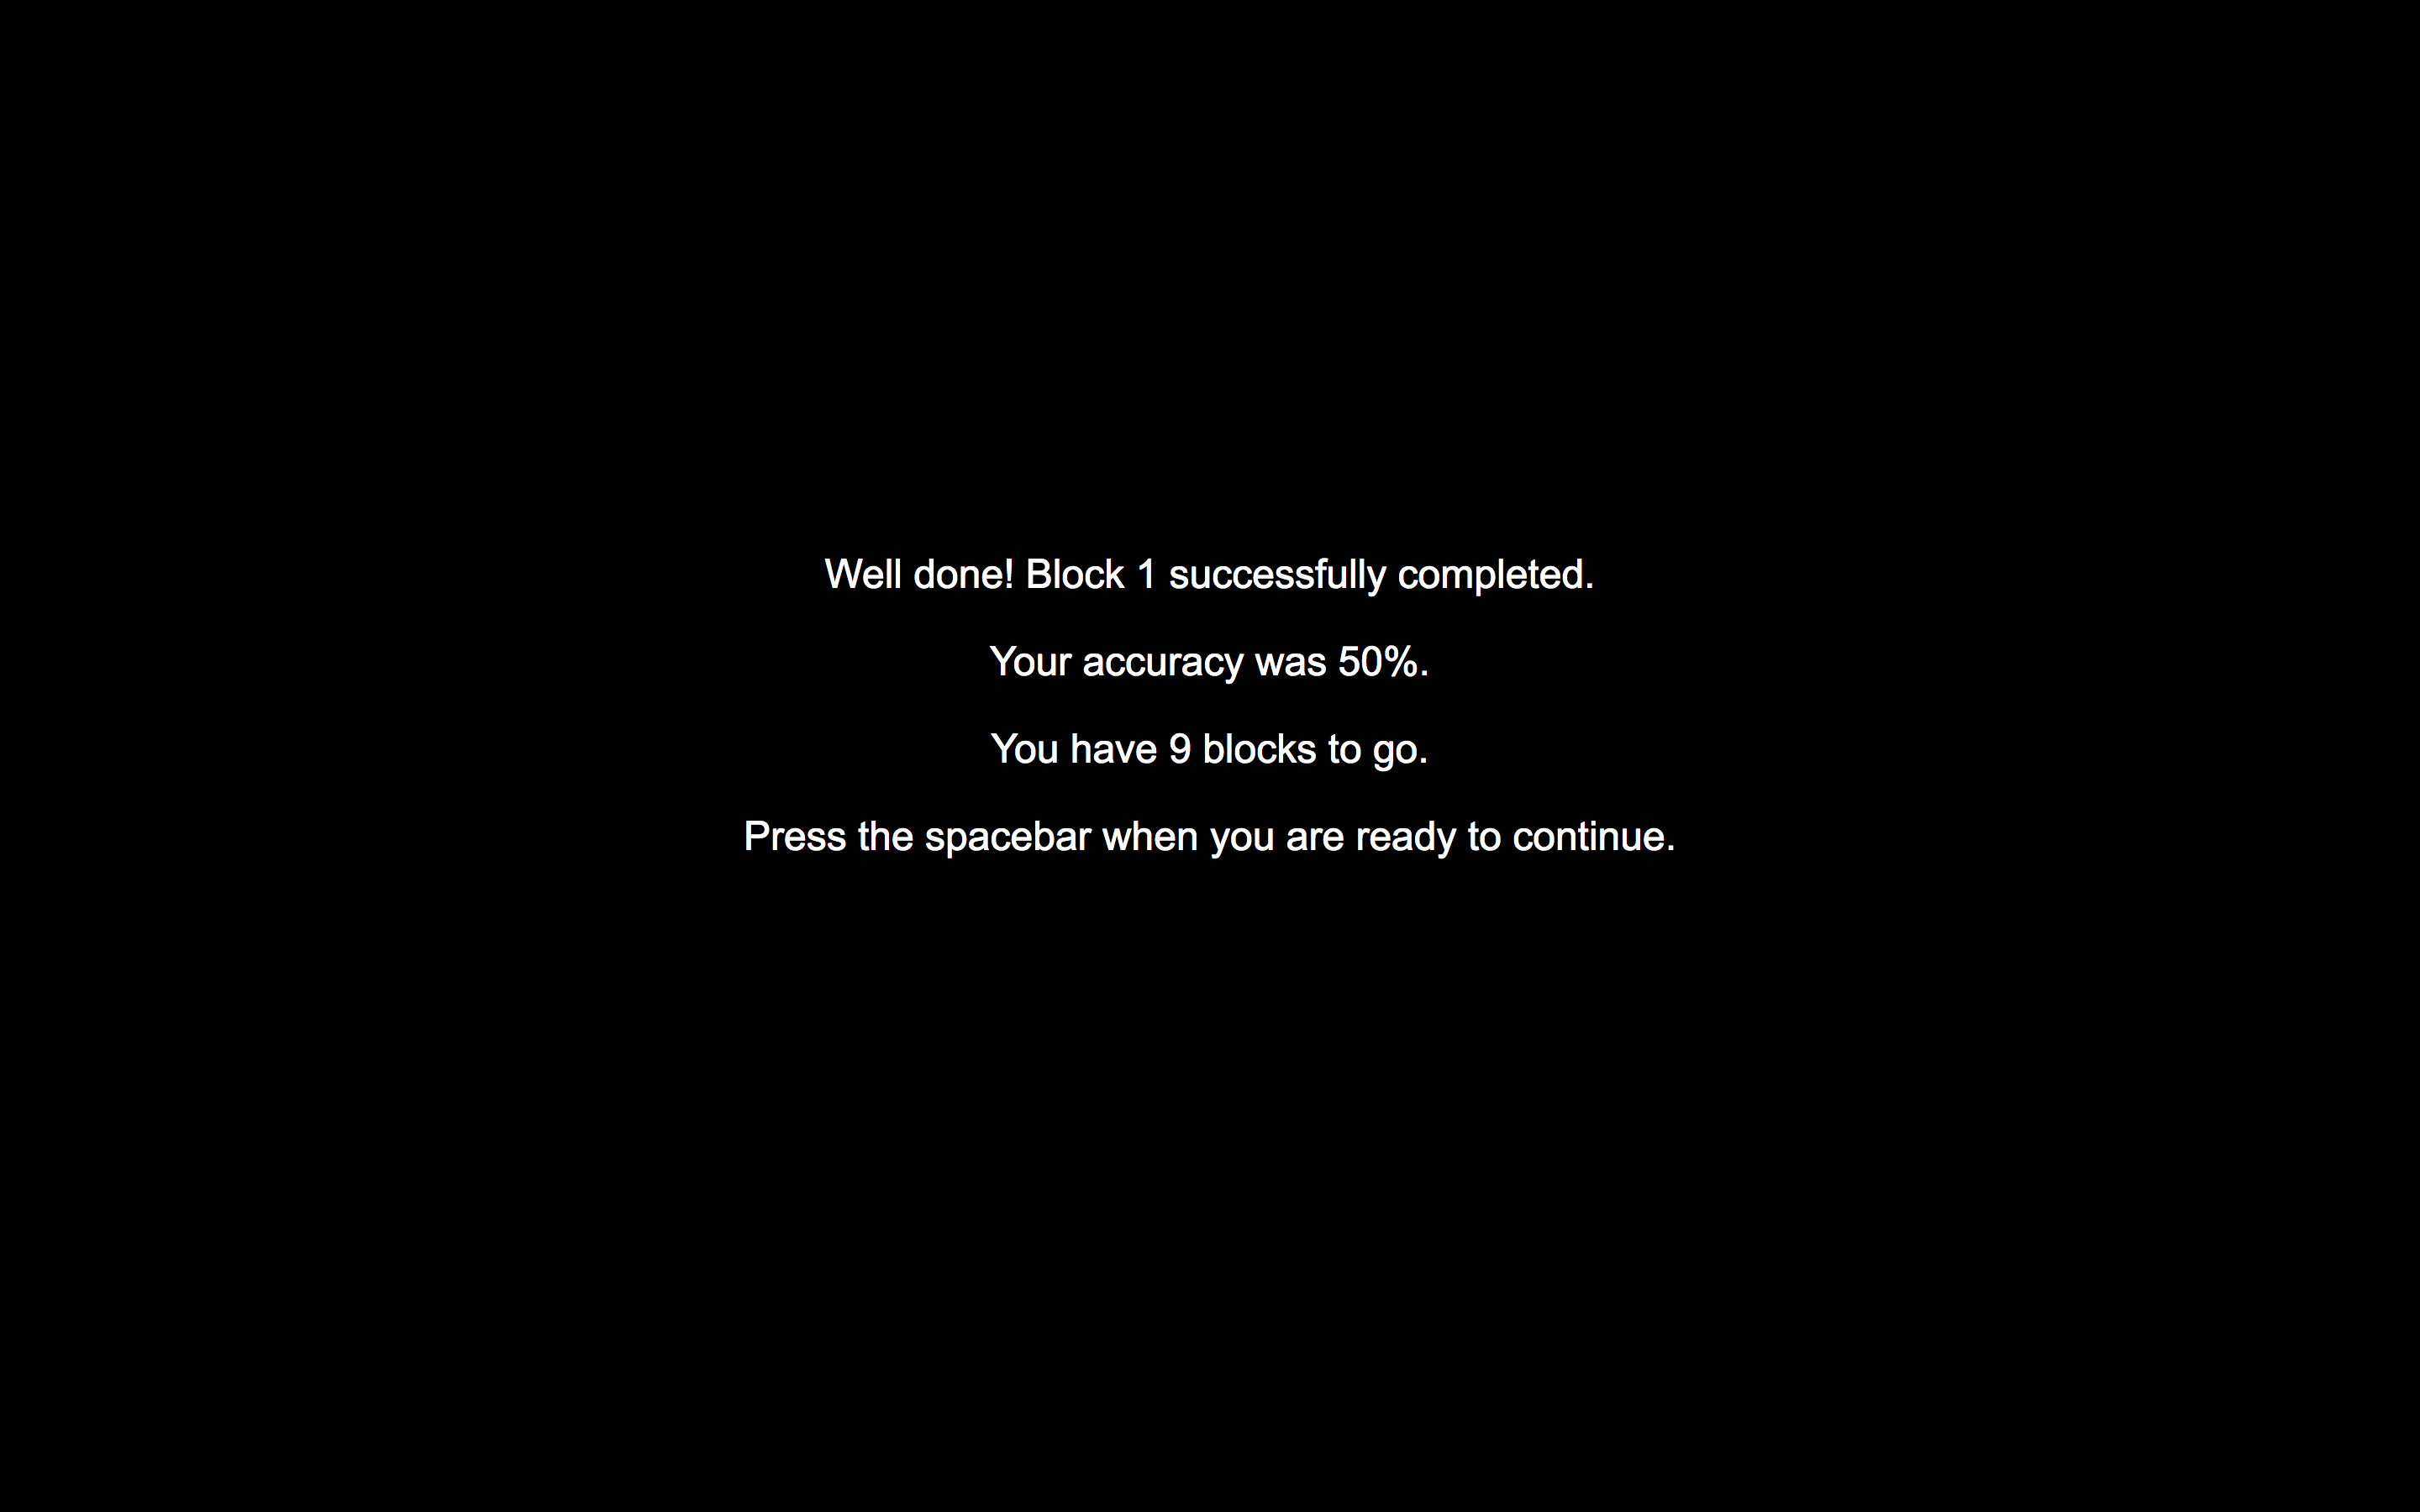 Well done! Block 1 successfully completed.
Your accuracy was 50%.
You have 9 blocks to go.
Press the spacebar when you are ready to continue.